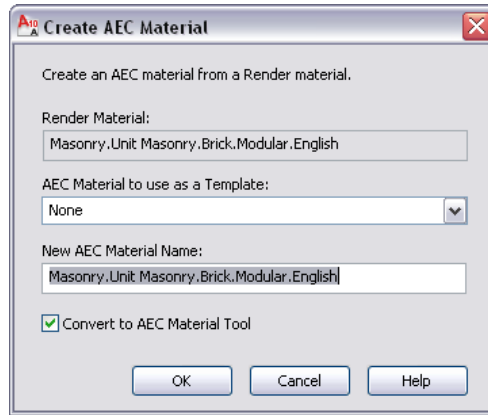 A10
A
Create AEC Material
Create an AEC material from a Render material.
Render Material:
Masonry.Unit Masonry.Brick.Modular.English
AEC Material to use as a Template:
None
New AEC Material Name:
Masonry.Unit Masonry.Brick.Modular.English
Convert to AEC Material Tool
OK Cancel Help